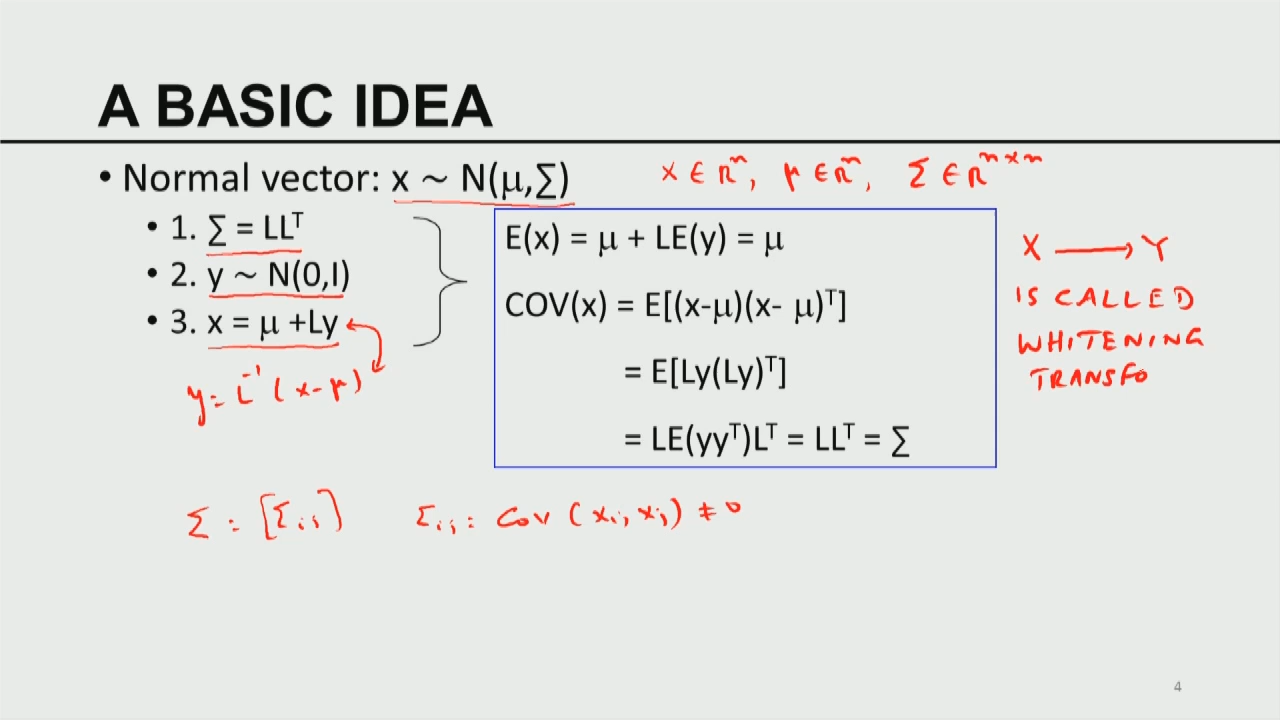 A BASIC IDEA
• Normal vector: x ~ N(μ,∑)
x ∈ Rⁿ, μ ∈ Rⁿ, Σ ∈ Rⁿˣⁿ
• 1. ∑ = LLᵀ
• 2. y ~ N(0,I)
• 3. x = μ +Ly
y = L⁻¹ (x-μ)
E(x) = μ + LE(y) = μ
COV(x) = E[(x-μ)(x- μ)ᵀ]
= E[Ly(Ly)ᵀ]
= LE(yyᵀ)Lᵀ = LLᵀ = ∑
X ⟶ Y
IS CALLED
WHITENING
TRANSFO
Σ = [Σij] Σij = Cov (xi, xj) ≠ 0
4